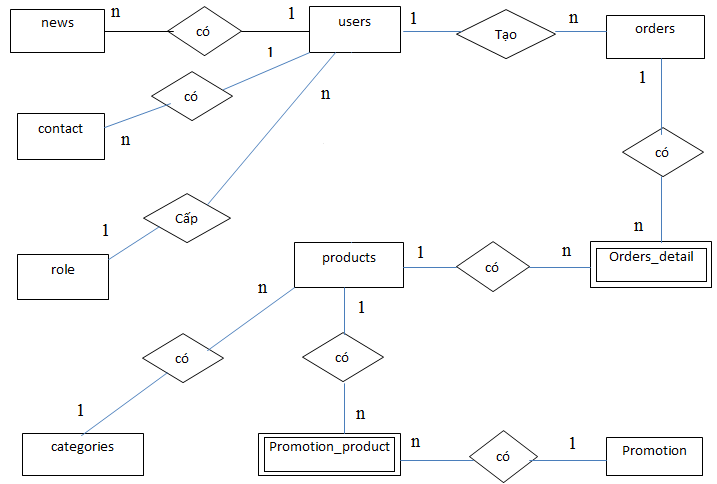 news
n
có
1
users
1
Tạo
n
orders
1
có
n
contact
n
1
có
n
Cấp
1
role
products
1
có
n
Orders_detail
n
có
1
categories
1
có
n
Promotion_product
n
có
1
Promotion